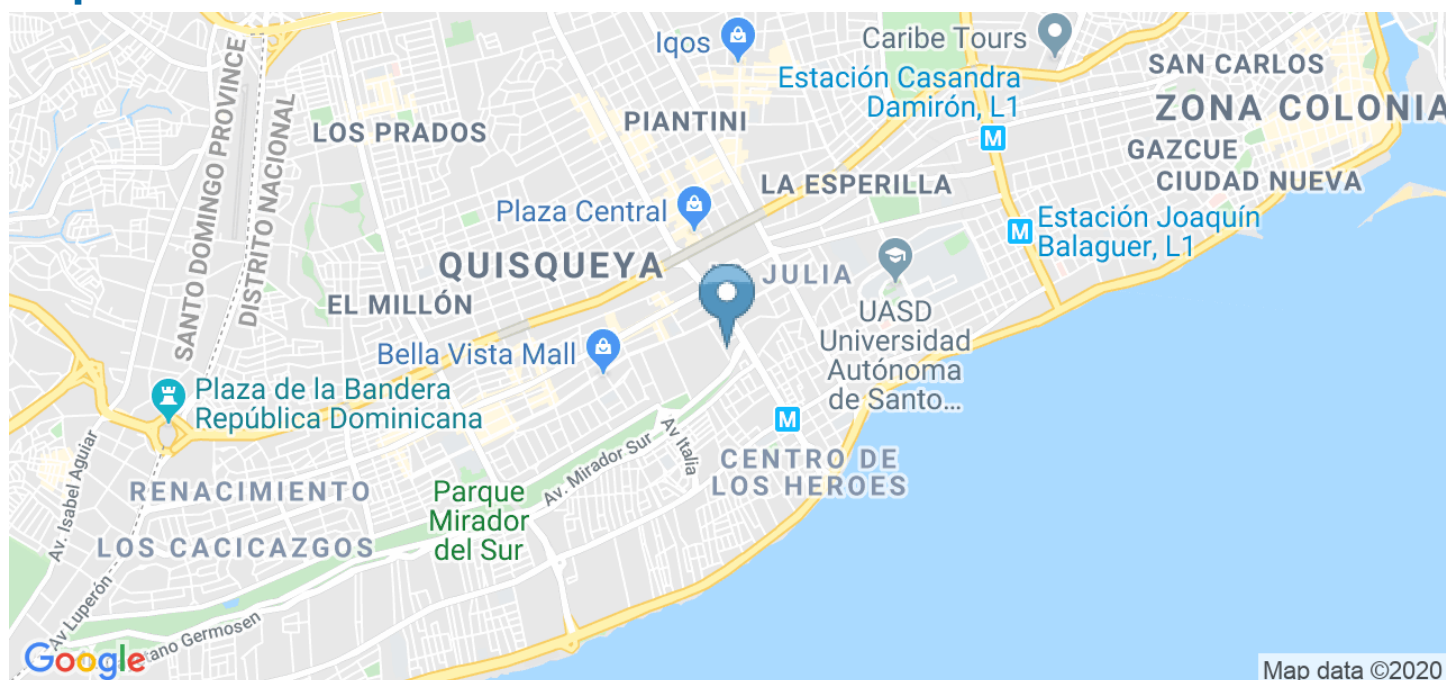 Iqos
Caribe Tours
Estación Casandra
Damirón, L1
SAN CARLOS
ZONA COLONIA
LOS PRADOS
PIANTINI
GAZCUE
CIUDAD NUEVA
SANTO DOMINGO PROVINCE
DISTRITO NACIONAL
LA ESPERILLA
Plaza Central
M
Estación Joaquín
Balaguer, L1
M
QUISQUEYA
JULIA
EL MILLÓN
UASD
Universidad
Autónoma
de Santo...
Bella Vista Mall
Plaza de la Bandera
República Dominicana
M
Av Italia
Av. Mirador Sur
CENTRO DE
LOS HEROES
Av. Isabel Aguiar
RENACIMIENTO
Parque
Mirador
del Sur
LOS CACICAZGOS
Av Luperón
tano Germosen
Google
Map data ©2020